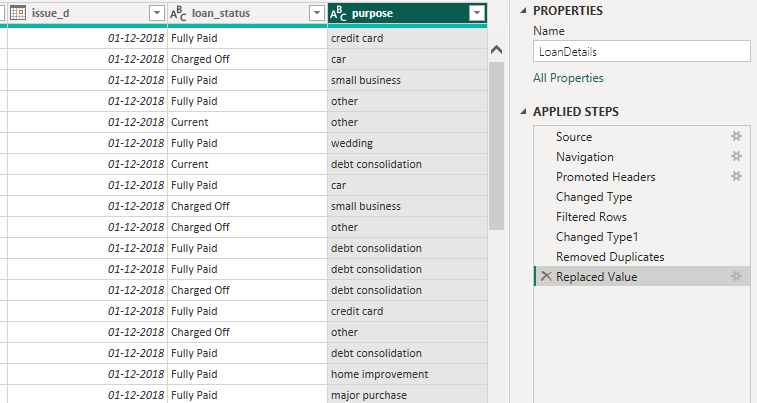 issue_d ABC loan_status ABC purpose
01-12-2018 Fully Paid credit card
01-12-2018 Charged Off car
01-12-2018 Fully Paid small business
01-12-2018 Fully Paid other
01-12-2018 Current other
01-12-2018 Fully Paid wedding
01-12-2018 Current debt consolidation
01-12-2018 Fully Paid car
01-12-2018 Charged Off small business
01-12-2018 Charged Off other
01-12-2018 Fully Paid debt consolidation
01-12-2018 Fully Paid debt consolidation
01-12-2018 Charged Off debt consolidation
01-12-2018 Fully Paid credit card
01-12-2018 Charged Off other
01-12-2018 Fully Paid debt consolidation
01-12-2018 Fully Paid home improvement
01-12-2018 Fully Paid major purchase
PROPERTIES
Name
LoanDetails
All Properties
APPLIED STEPS
Source
Navigation
Promoted Headers
Changed Type
Filtered Rows
Changed Type1
Removed Duplicates
Replaced Value